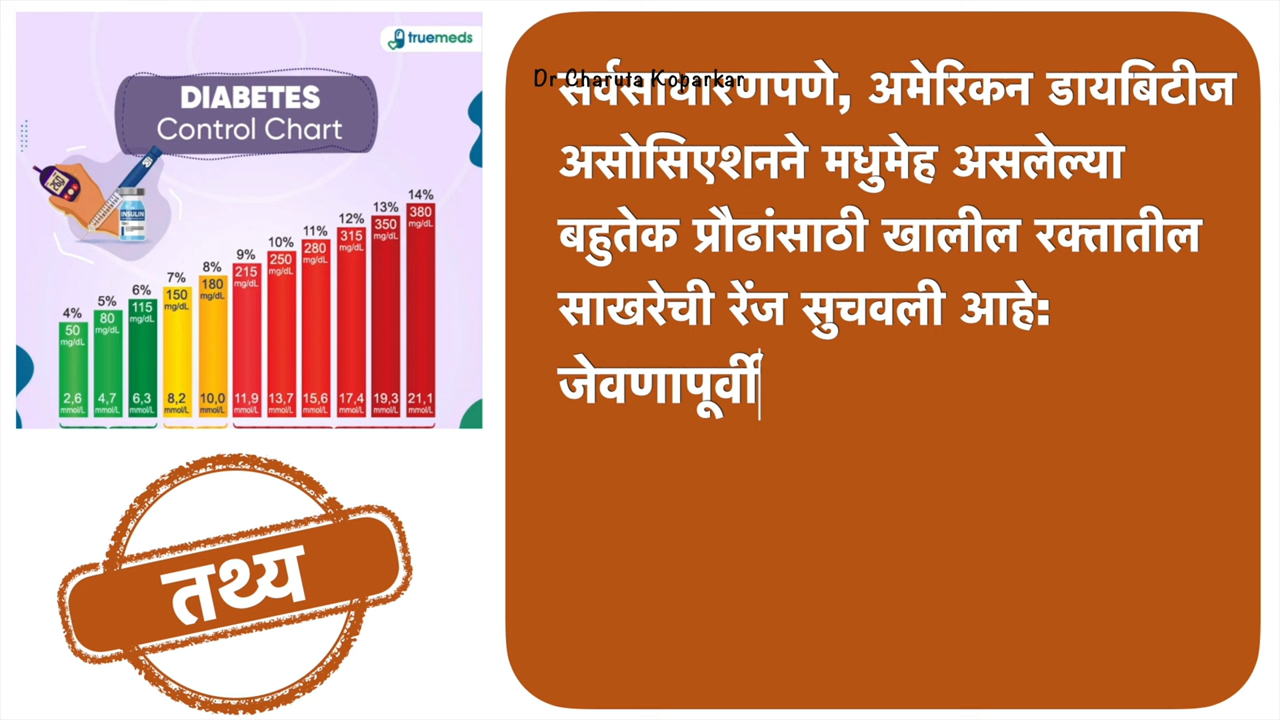 truemeds
DIABETES
Control Chart
260
INSULIN
4%
5%
6%
7%
8%
9%
10%
11%
12%
13%
14%
50 mg/dL
80 mg/dL
115 mg/dL
150 mg/dL
180 mg/dL
215 mg/dL
250 mg/dL
280 mg/dL
315 mg/dL
350 mg/dL
380 mg/dL
2,6 mmol/L
4,7 mmol/L
6,3 mmol/L
8,2 mmol/L
10,0 mmol/L
11,9 mmol/L
13,7 mmol/L
15,6 mmol/L
17,4 mmol/L
19,3 mmol/L
21,1 mmol/L
तथ्य
Dr Charuta Koparkar
सर्वसाधारणपणे, अमेरिकन डायबिटीज
असोसिएशनने मधुमेह असलेल्या
बहुतेक प्रौढांसाठी खालील रक्तातील
साखरेची रेंज सुचवली आहे:
जेवणापूर्वी